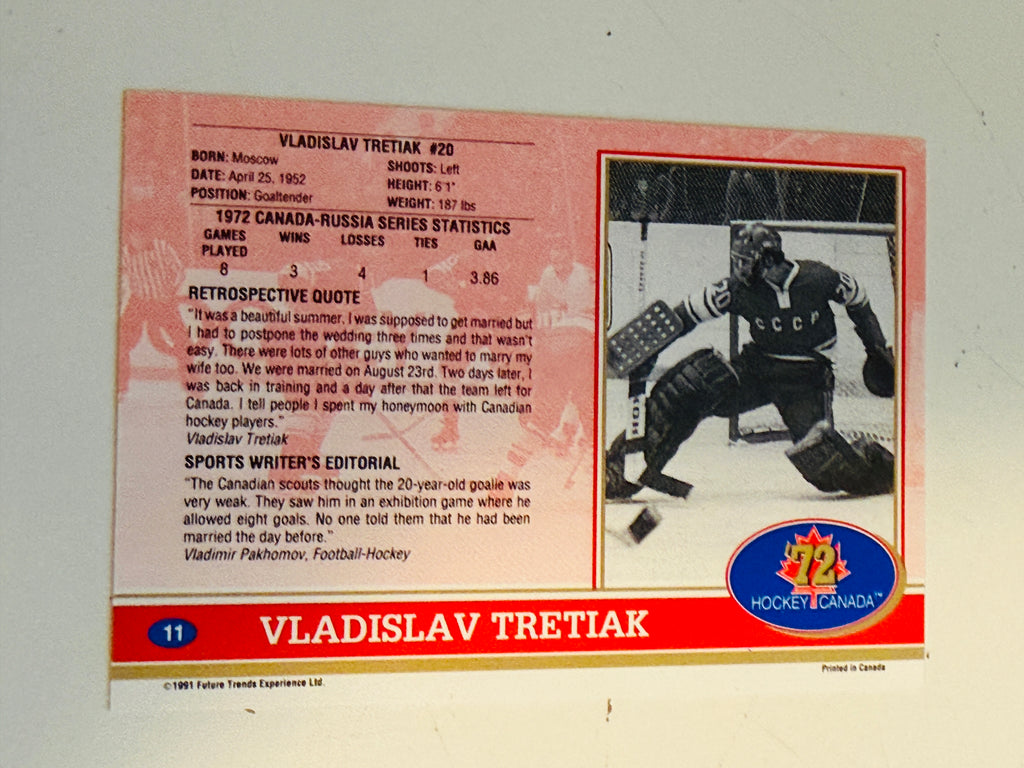 VLADISLAV TRETIAK #20
BORN: Moscow
DATE: April 25, 1952
POSITION: Goaltender
SHOOTS: Left
HEIGHT: 6'1"
WEIGHT: 187 lbs
1972 CANADA-RUSSIA SERIES STATISTICS
GAMES PLAYED WINS LOSSES TIES GAA
8 3 4 1 3.86
RETROSPECTIVE QUOTE
"It was a beautiful summer. I was supposed to get married but
I had to postpone the wedding three times and that wasn't
easy. There were lots of other guys who wanted to marry my
wife too. We were married on August 23rd. Two days later, I
was back in training and a day after that the team left for
Canada. I tell people I spent my honeymoon with Canadian
hockey players."
Vladislav Tretiak
SPORTS WRITER'S EDITORIAL
"The Canadian scouts thought the 20-year-old goalie was
very weak. They saw him in an exhibition game where he
allowed eight goals. No one told them that he had been
married the day before."
Vladimir Pakhomov, Football-Hockey
20
20
CCCP
'72
HOCKEY CANADA™
11
VLADISLAV TRETIAK
©1991 Future Trends Experience Ltd.
Printed in Canada